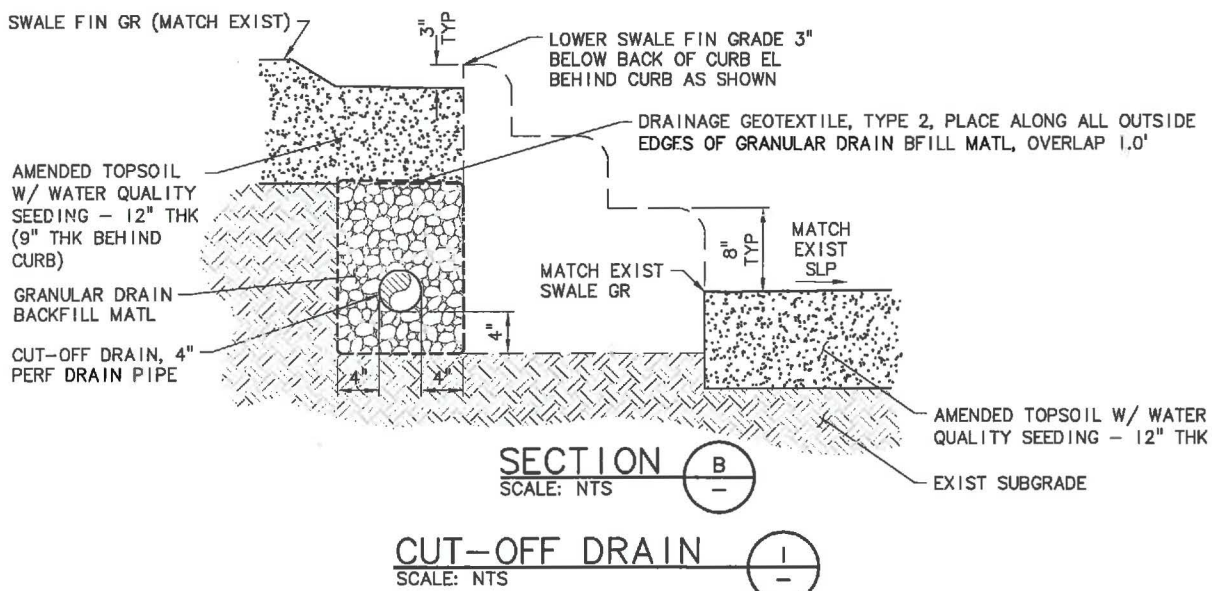 SWALE FIN GR (MATCH EXIST)
3"
TYP
LOWER SWALE FIN GRADE 3"
BELOW BACK OF CURB EL
BEHIND CURB AS SHOWN
DRAINAGE GEOTEXTILE, TYPE 2, PLACE ALONG ALL OUTSIDE
EDGES OF GRANULAR DRAIN BFILL MATL, OVERLAP 1.0'
AMENDED TOPSOIL
W/ WATER QUALITY
SEEDING – 12" THK
(9" THK BEHIND
CURB)
GRANULAR DRAIN
BACKFILL MATL
CUT-OFF DRAIN, 4"
PERF DRAIN PIPE
4"
4"
4"
MATCH EXIST
SWALE GR
8"
TYP
MATCH
EXIST
SLP
AMENDED TOPSOIL W/ WATER
QUALITY SEEDING – 12" THK
EXIST SUBGRADE
SECTION B
SCALE: NTS –
CUT-OFF DRAIN 1
SCALE: NTS –